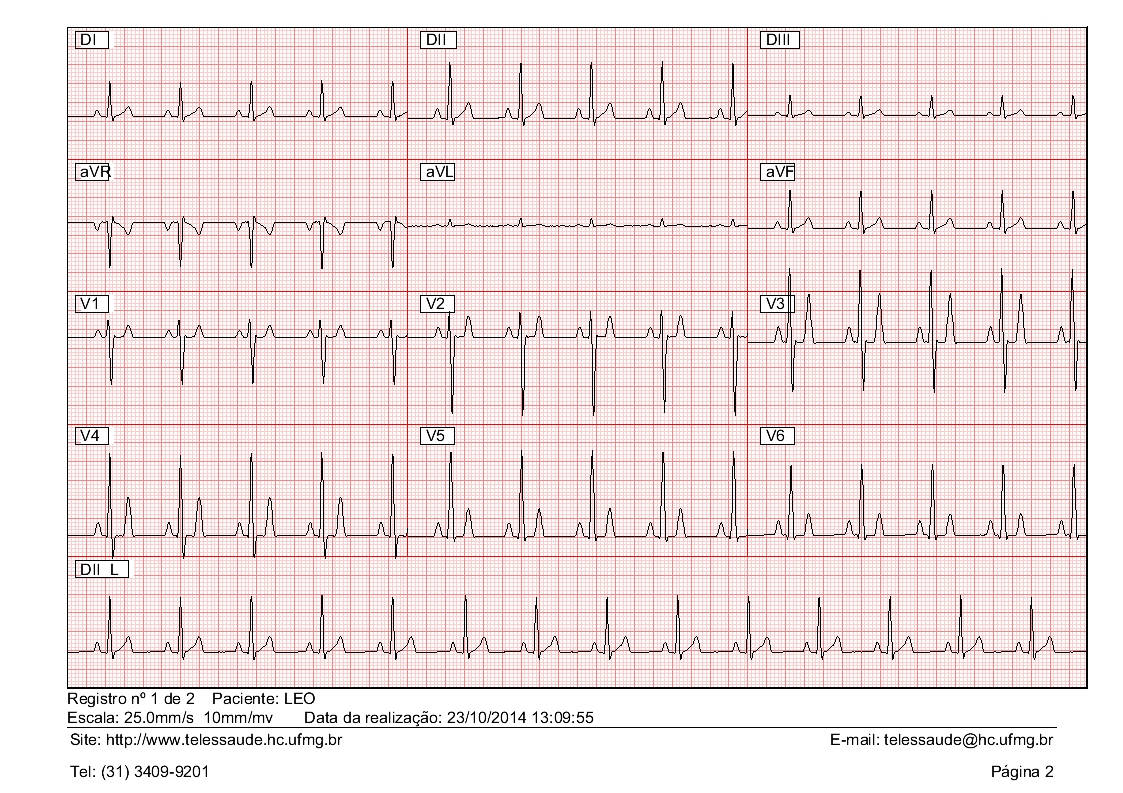 DI DII DIII
aVR aVL aVF
V1 V2 V3
V4 V5 V6
DII L
Registro nº 1 de 2 Paciente: LEO
Escala: 25.0mm/s 10mm/mv Data da realização: 23/10/2014 13:09:55
Site: http://www.telessaude.hc.ufmg.br E-mail: telessaude@hc.ufmg.br
Tel: (31) 3409-9201 Página 2